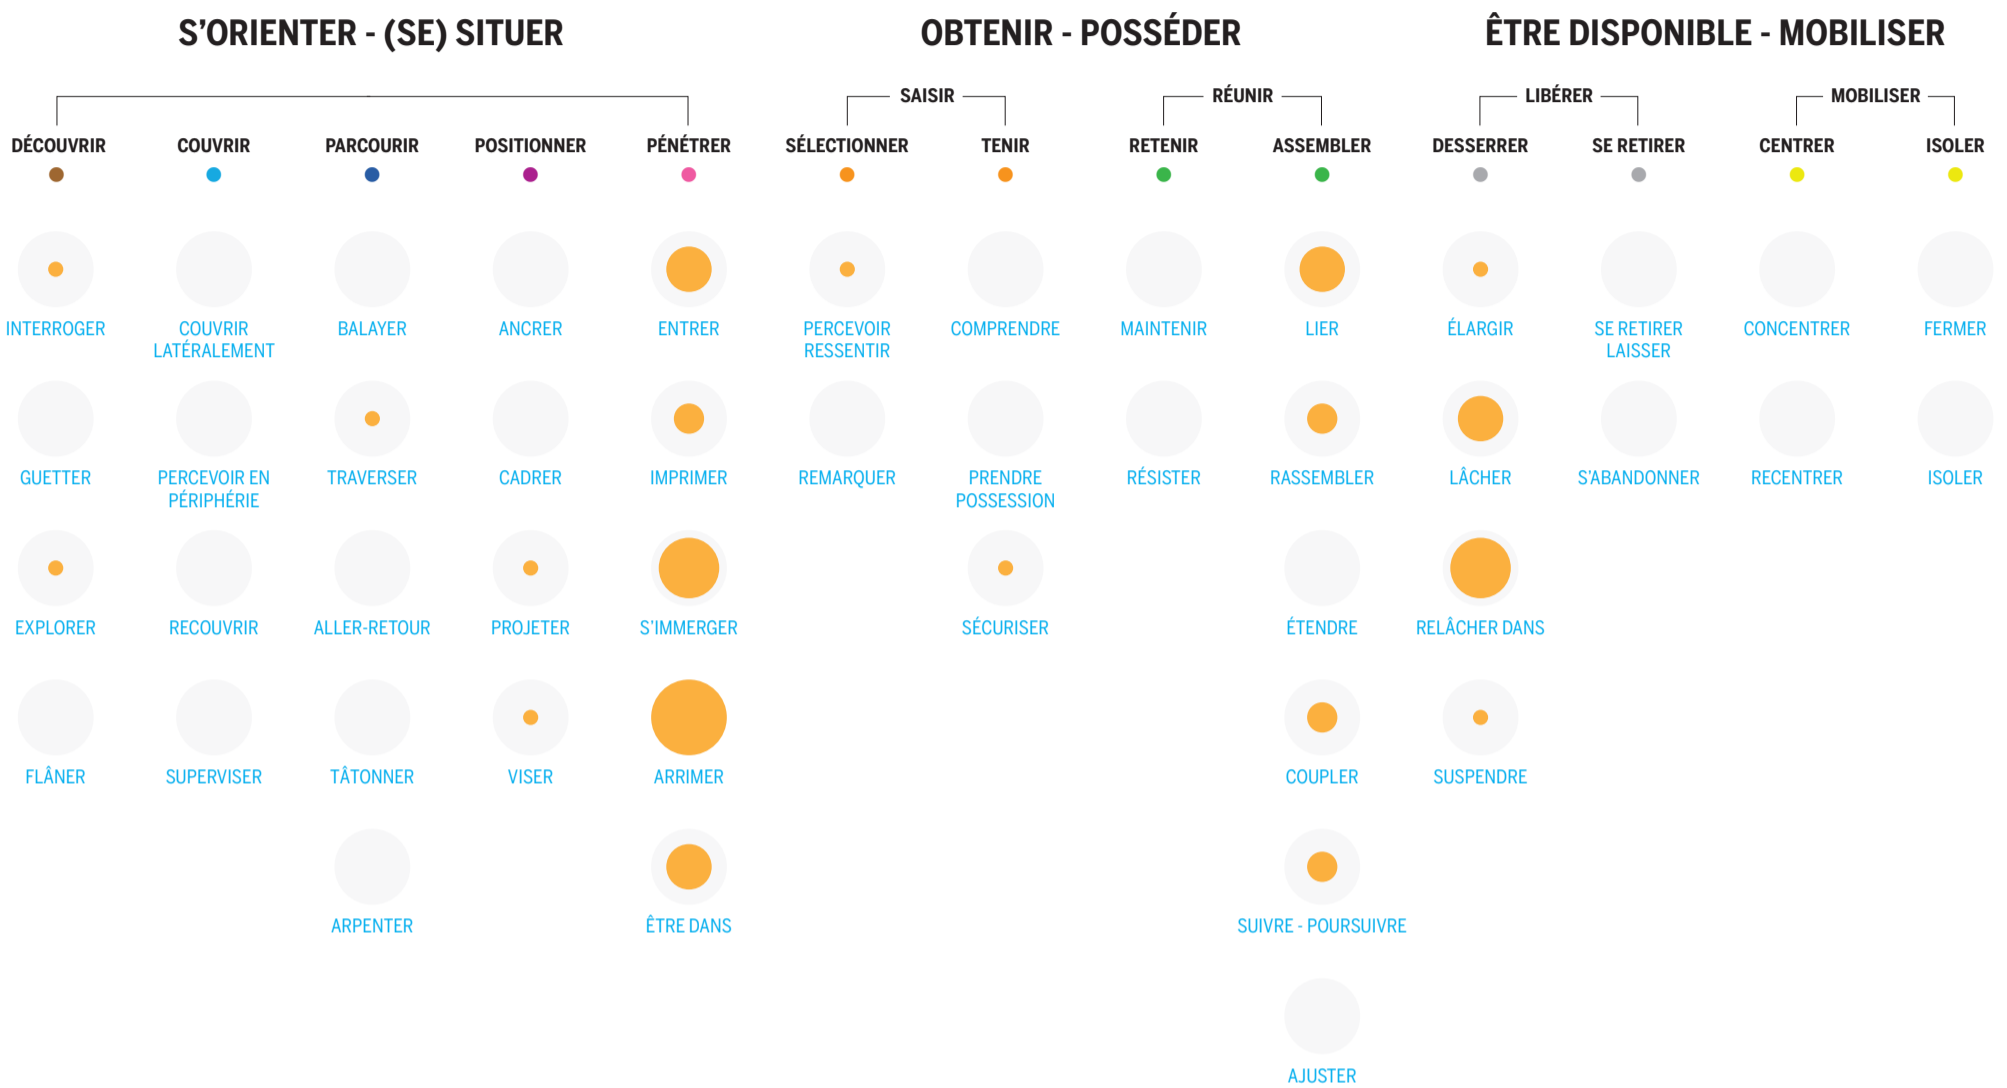 S’ORIENTER - (SE) SITUER
OBTENIR - POSSÉDER
ÊTRE DISPONIBLE - MOBILISER
SAISIR
RÉUNIR
LIBÉRER
MOBILISER
DÉCOUVRIR
COUVRIR
PARCOURIR
POSITIONNER
PÉNÉTRER
SÉLECTIONNER
TENIR
RETENIR
ASSEMBLER
DESSERRER
SE RETIRER
CENTRER
ISOLER
INTERROGER
COUVRIR
LATÉRALEMENT
BALAYER
ANCRER
ENTRER
PERCEVOIR
RESSENTIR
COMPRENDRE
MAINTENIR
LIER
ÉLARGIR
SE RETIRER
LAISSER
CONCENTRER
FERMER
GUETTER
PERCEVOIR EN
PÉRIPHÉRIE
TRAVERSER
CADRER
IMPRIMER
REMARQUER
PRENDRE
POSSESSION
RÉSISTER
RASSEMBLER
LÂCHER
S’ABANDONNER
RECENTRER
ISOLER
EXPLORER
RECOUVRIR
ALLER-RETOUR
PROJETER
S’IMMERGER
SÉCURISER
ÉTENDRE
RELÂCHER DANS
FLÂNER
SUPERVISER
TÂTONNER
VISER
ARRIMER
COUPLER
SUSPENDRE
ARPENTER
ÊTRE DANS
SUIVRE - POURSUIVRE
AJUSTER